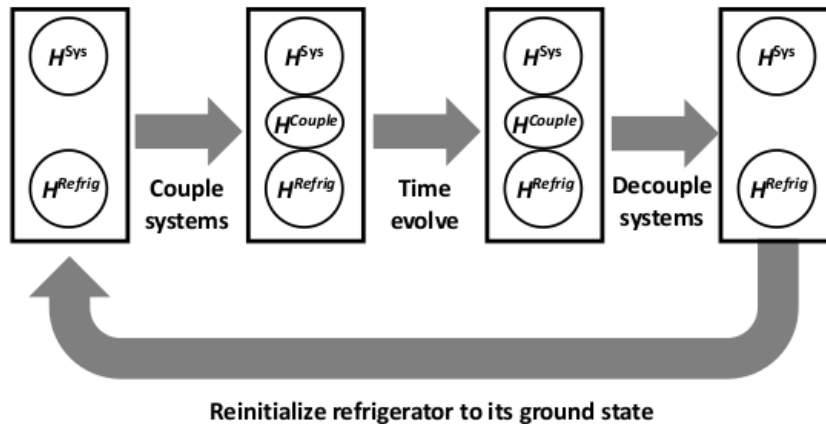 H^Sys H^Sys H^Sys H^Sys
H^Couple H^Couple
H^Refrig H^Refrig H^Refrig H^Refrig
Couple systems
Time evolve
Decouple systems
Reinitialize refrigerator to its ground state